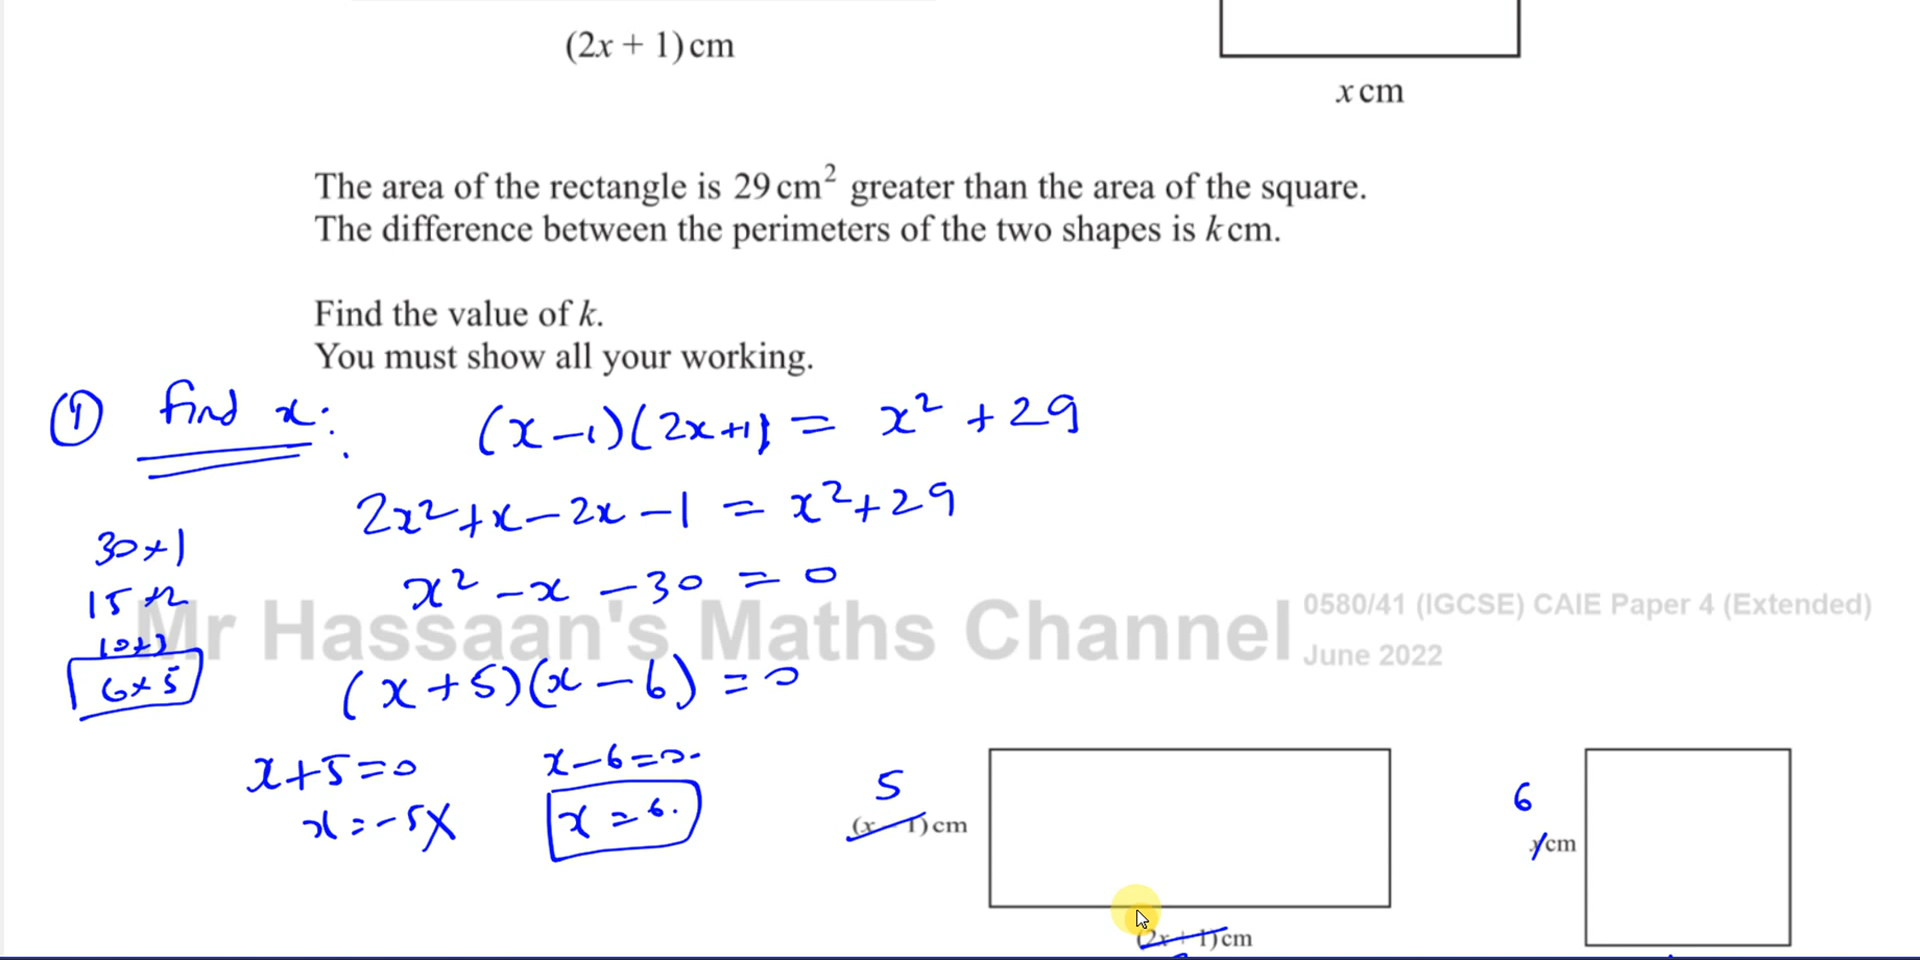 (2x + 1) cm
x cm
The area of the rectangle is 29 cm² greater than the area of the square.
The difference between the perimeters of the two shapes is k cm.
Find the value of k.
You must show all your working.
① find x:
(x-1)(2x+1) = x² + 29
2x²+x-2x-1 = x²+29
30×1
x² - x - 30 = 0
15×2
Mr Hassaan's Maths Channel
0580/41 (IGCSE) CAIE Paper 4 (Extended)
June 2022
10×3
6×5
(x+5)(x-6) = 0
x+5=0
x-6=0.
x=-5X
x=6.
5
(x - 1) cm
6
x cm
(2x + 1) cm